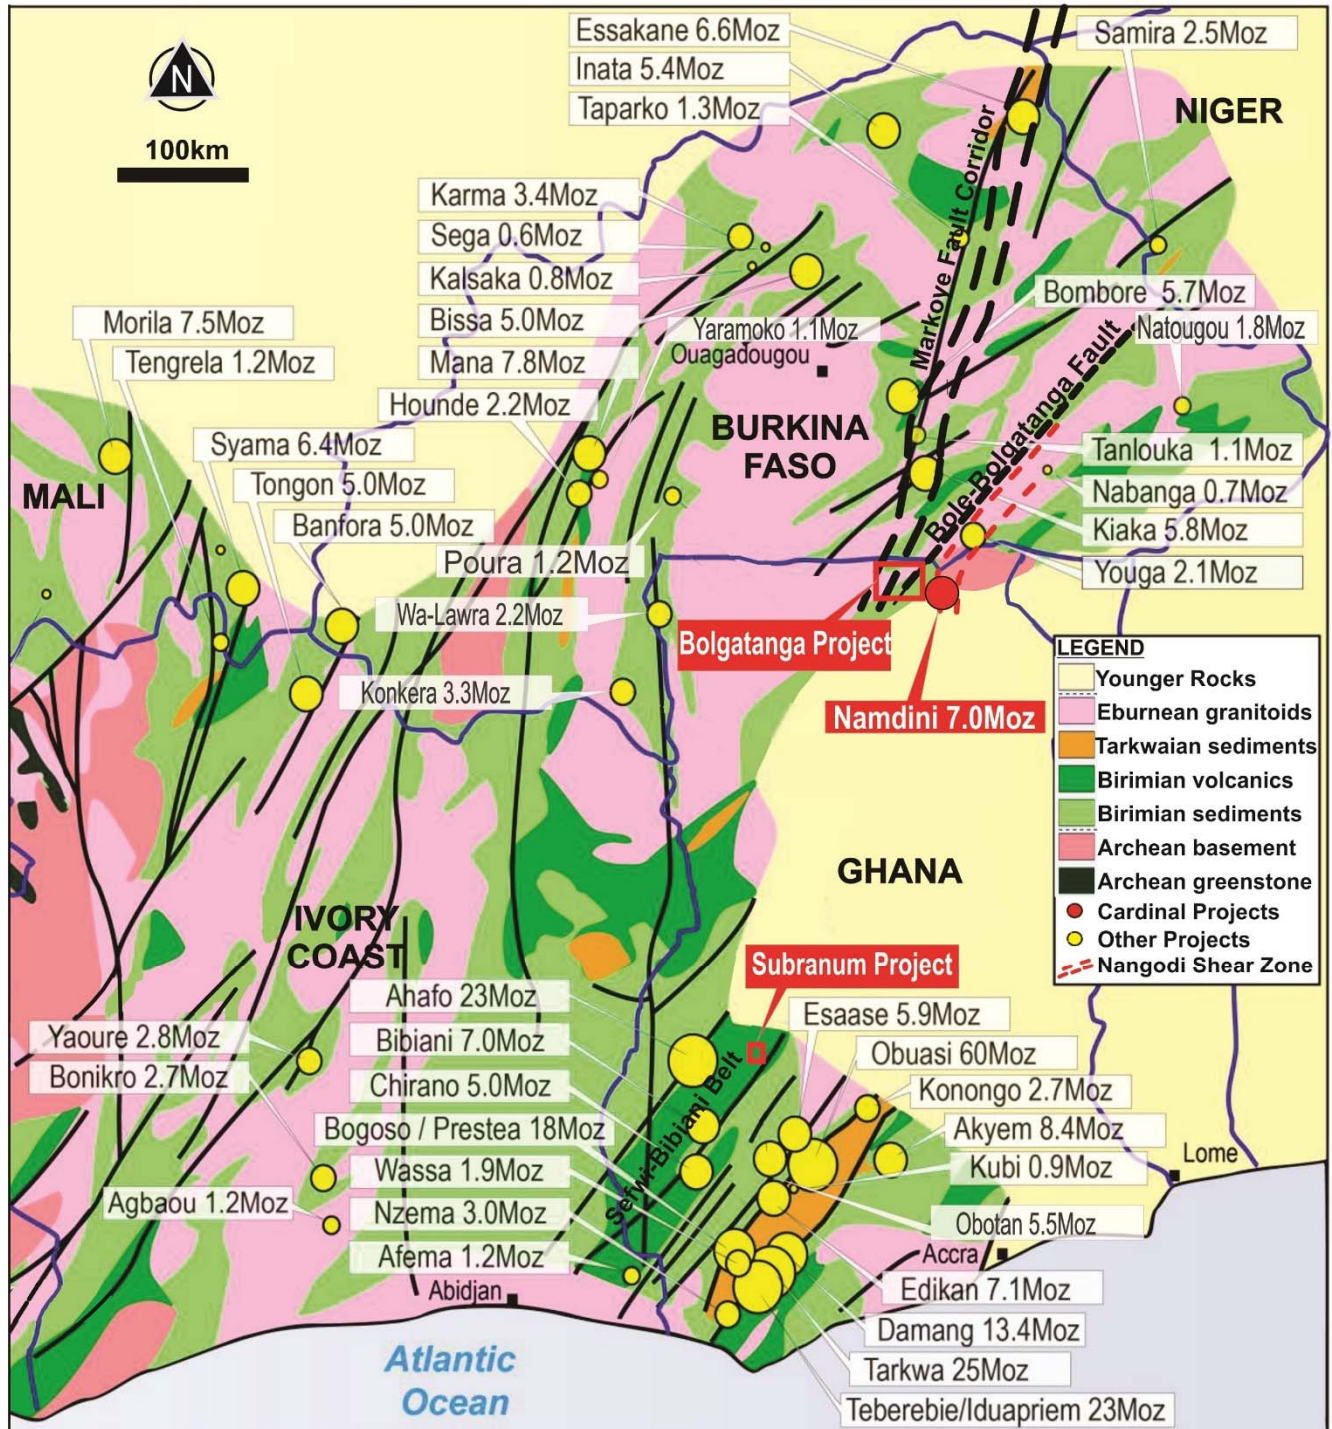 Essakane 6.6Moz
Inata 5.4Moz
Taparko 1.3Moz
Samira 2.5Moz
N
100km
NIGER
Markoye Fault Corridor
Karma 3.4Moz
Sega 0.6Moz
Kalsaka 0.8Moz
Bissa 5.0Moz
Mana 7.8Moz
Hounde 2.2Moz
Yaramoko 1.1Moz
Ouagadougou
Bombore 5.7Moz
Natougou 1.8Moz
Morila 7.5Moz
Tengrela 1.2Moz
Syama 6.4Moz
Tongon 5.0Moz
Banfora 5.0Moz
Poura 1.2Moz
BURKINA
FASO
MALI
Bole-Bolgatanga Fault
Tanlouka 1.1Moz
Nabanga 0.7Moz
Kiaka 5.8Moz
Youga 2.1Moz
Wa-Lawra 2.2Moz
Konkera 3.3Moz
Bolgatanga Project
Namdini 7.0Moz
LEGEND
Younger Rocks
Eburnean granitoids
Tarkwaian sediments
Birimian volcanics
Birimian sediments
Archean basement
Archean greenstone
Cardinal Projects
Other Projects
Nangodi Shear Zone
GHANA
IVORY
COAST
Subranum Project
Ahafo 23Moz
Bibiani 7.0Moz
Chirano 5.0Moz
Bogoso / Prestea 18Moz
Wassa 1.9Moz
Nzema 3.0Moz
Afema 1.2Moz
Yaoure 2.8Moz
Bonikro 2.7Moz
Agbaou 1.2Moz
Sefwi-Bibiani Belt
Esaase 5.9Moz
Obuasi 60Moz
Konongo 2.7Moz
Akyem 8.4Moz
Kubi 0.9Moz
Obotan 5.5Moz
Edikan 7.1Moz
Damang 13.4Moz
Tarkwa 25Moz
Teberebie/Iduapriem 23Moz
Lome
Accra
Abidjan
Atlantic
Ocean